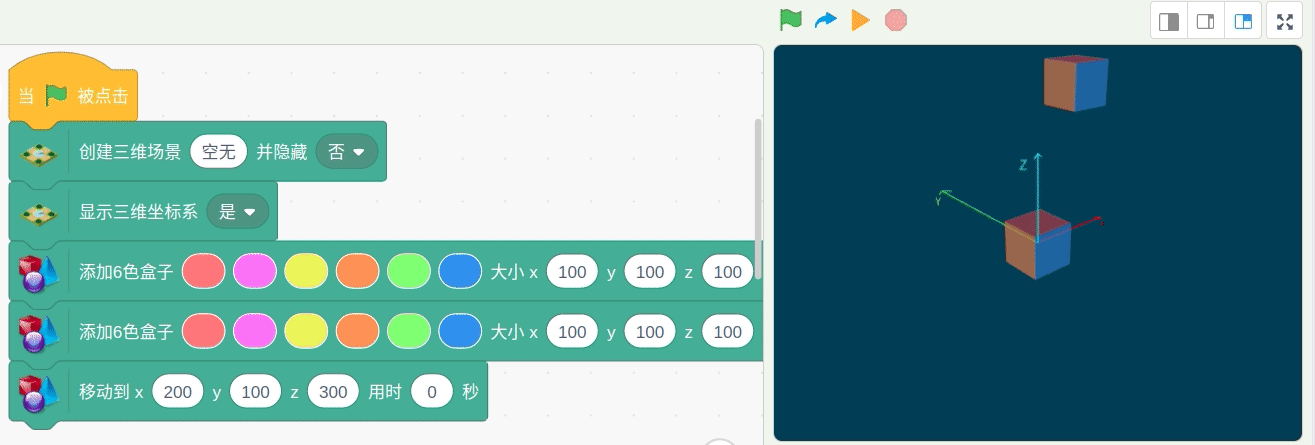 当 被点击
创建三维场景 空无 并隐藏 否
显示三维坐标系 是
添加6色盒子 大小 x 100 y 100 z 100
添加6色盒子 大小 x 100 y 100 z 100
移动到 x 200 y 100 z 300 用时 0 秒
Z
Y